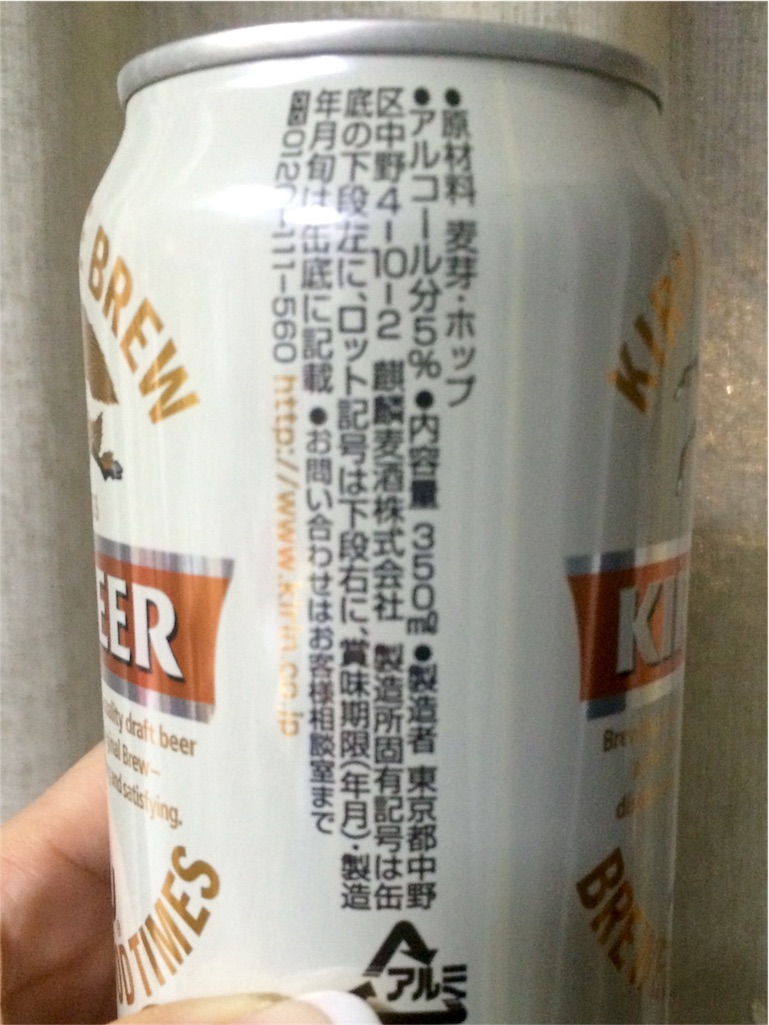 ●原材料 麦芽・ホップ
●アルコール分5% ●内容量 350㎖ ●製造者 東京都中野
区中野4-10-2 麒麟麦酒株式会社 製造所固有記号は缶
底の下段左に、ロット記号は下段右に、賞味期限(年月)・製造
年月旬は缶底に記載 ●お問い合わせはお客様相談室まで
0120-111-560 http://www.kirin.co.jp
アルミ
BREW
BEER
draft beer
Brew–
and satisfying.
GOODTIMES